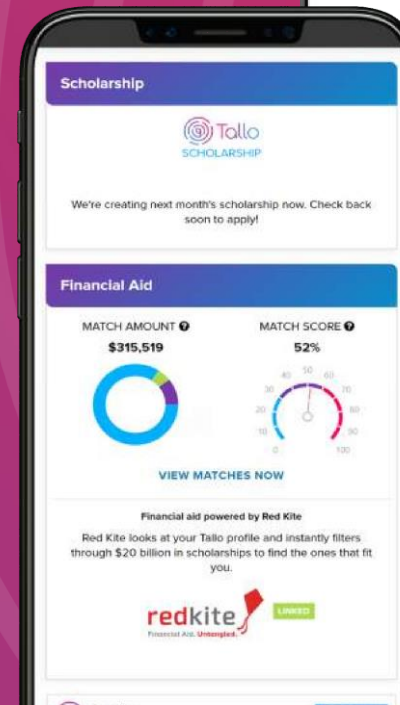 Scholarship
Tallo
SCHOLARSHIP
We're creating next month's scholarship now. Check back
soon to apply!
Financial Aid
MATCH AMOUNT ?
MATCH SCORE ?
$315,519
52%
0
10
20
30
40
50
60
70
80
90
100
VIEW MATCHES NOW
Financial aid powered by Red Kite
Red Kite looks at your Tallo profile and instantly filters
through $20 billion in scholarships to find the ones that fit
you.
redkite
Financial Aid. Untangled.
LINKED